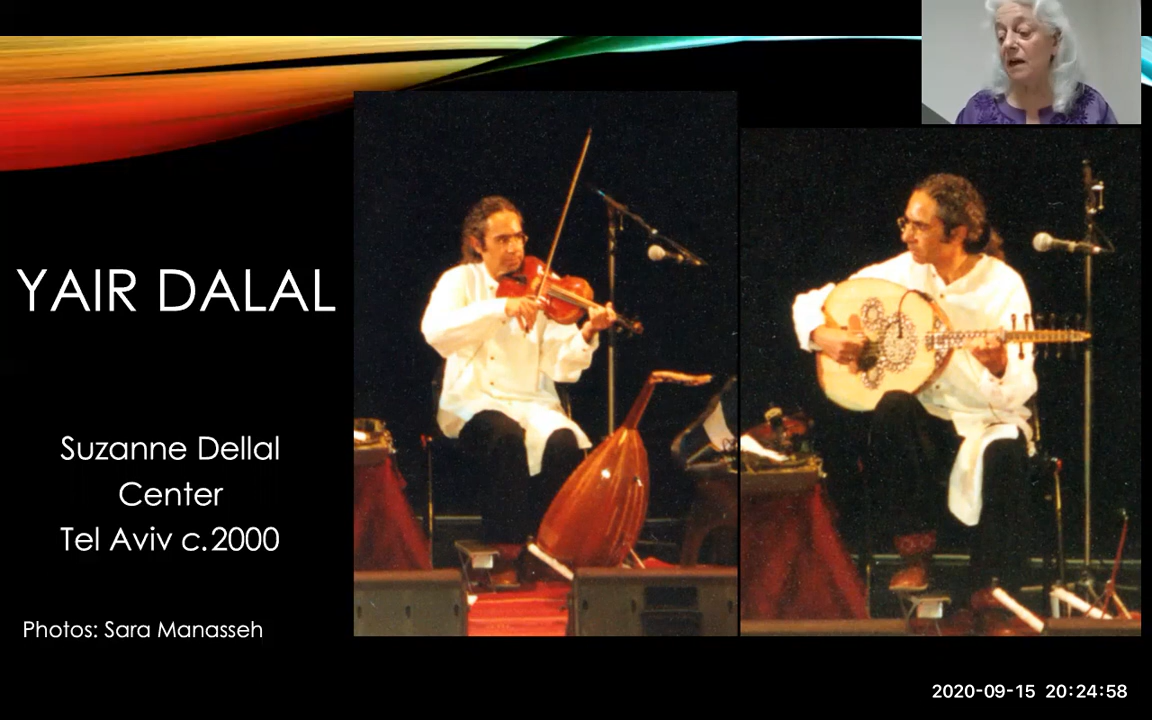 YAIR DALAL
Suzanne Dellal
Center
Tel Aviv c.2000
Photos: Sara Manasseh
2020-09-15 20:24:58